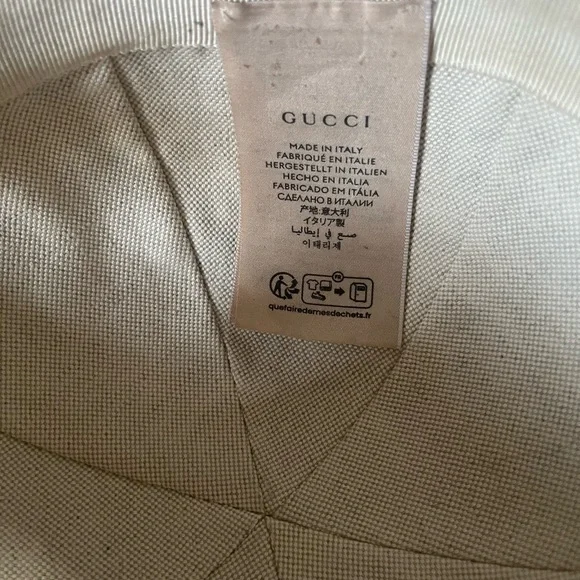 GUCCI
MADE IN ITALY
FABRIQUÉ EN ITALIE
HERGESTELLT IN ITALIEN
HECHO EN ITALIA
FABRICADO EM ITÁLIA
СДЕЛАНО В ИТАЛИИ
产地:意大利
イタリア製
صنع في إيطاليا
이태리제
FR
quefairedemesdechets.fr